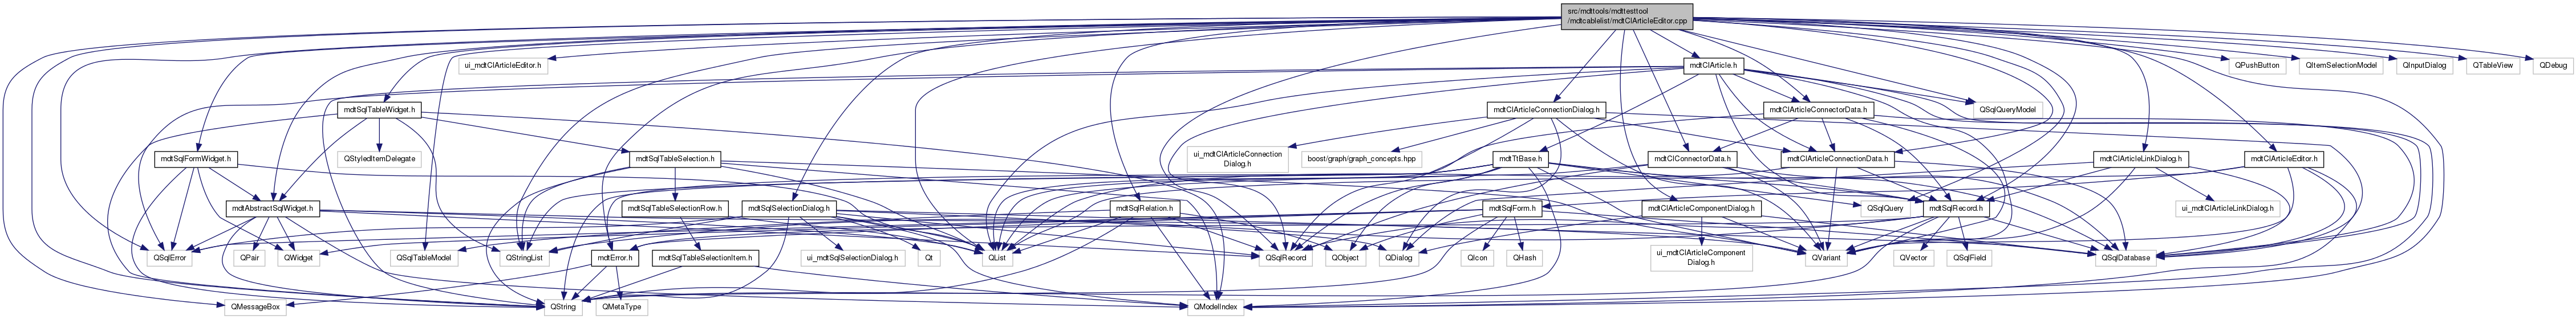 src/mdttools/mdttesttool
/mdtcablelist/mdtClArticleEditor.cpp
ui_mdtClArticleEditor.h
mdtClArticle.h
QPushButton
QItemSelectionModel
QInputDialog
QTableView
QDebug
mdtSqlTableWidget.h
mdtClArticleConnectionDialog.h
mdtClArticleConnectorData.h
QSqlQueryModel
mdtSqlFormWidget.h
QStyledItemDelegate
mdtSqlTableSelection.h
ui_mdtClArticleConnection
Dialog.h
boost/graph/graph_concepts.hpp
mdtTtBase.h
mdtClConnectorData.h
mdtClArticleConnectionData.h
mdtClArticleLinkDialog.h
mdtClArticleEditor.h
mdtAbstractSqlWidget.h
mdtSqlTableSelectionRow.h
mdtSqlSelectionDialog.h
mdtSqlRelation.h
mdtSqlForm.h
mdtClArticleComponentDialog.h
QSqlQuery
mdtSqlRecord.h
ui_mdtClArticleLinkDialog.h
QSqlError
QPair
QWidget
QSqlTableModel
QStringList
mdtError.h
mdtSqlTableSelectionItem.h
ui_mdtSqlSelectionDialog.h
Qt
QList
QSqlRecord
QObject
QDialog
QIcon
QHash
ui_mdtClArticleComponent
Dialog.h
QVariant
QVector
QSqlField
QSqlDatabase
QMessageBox
QString
QMetaType
QModelIndex